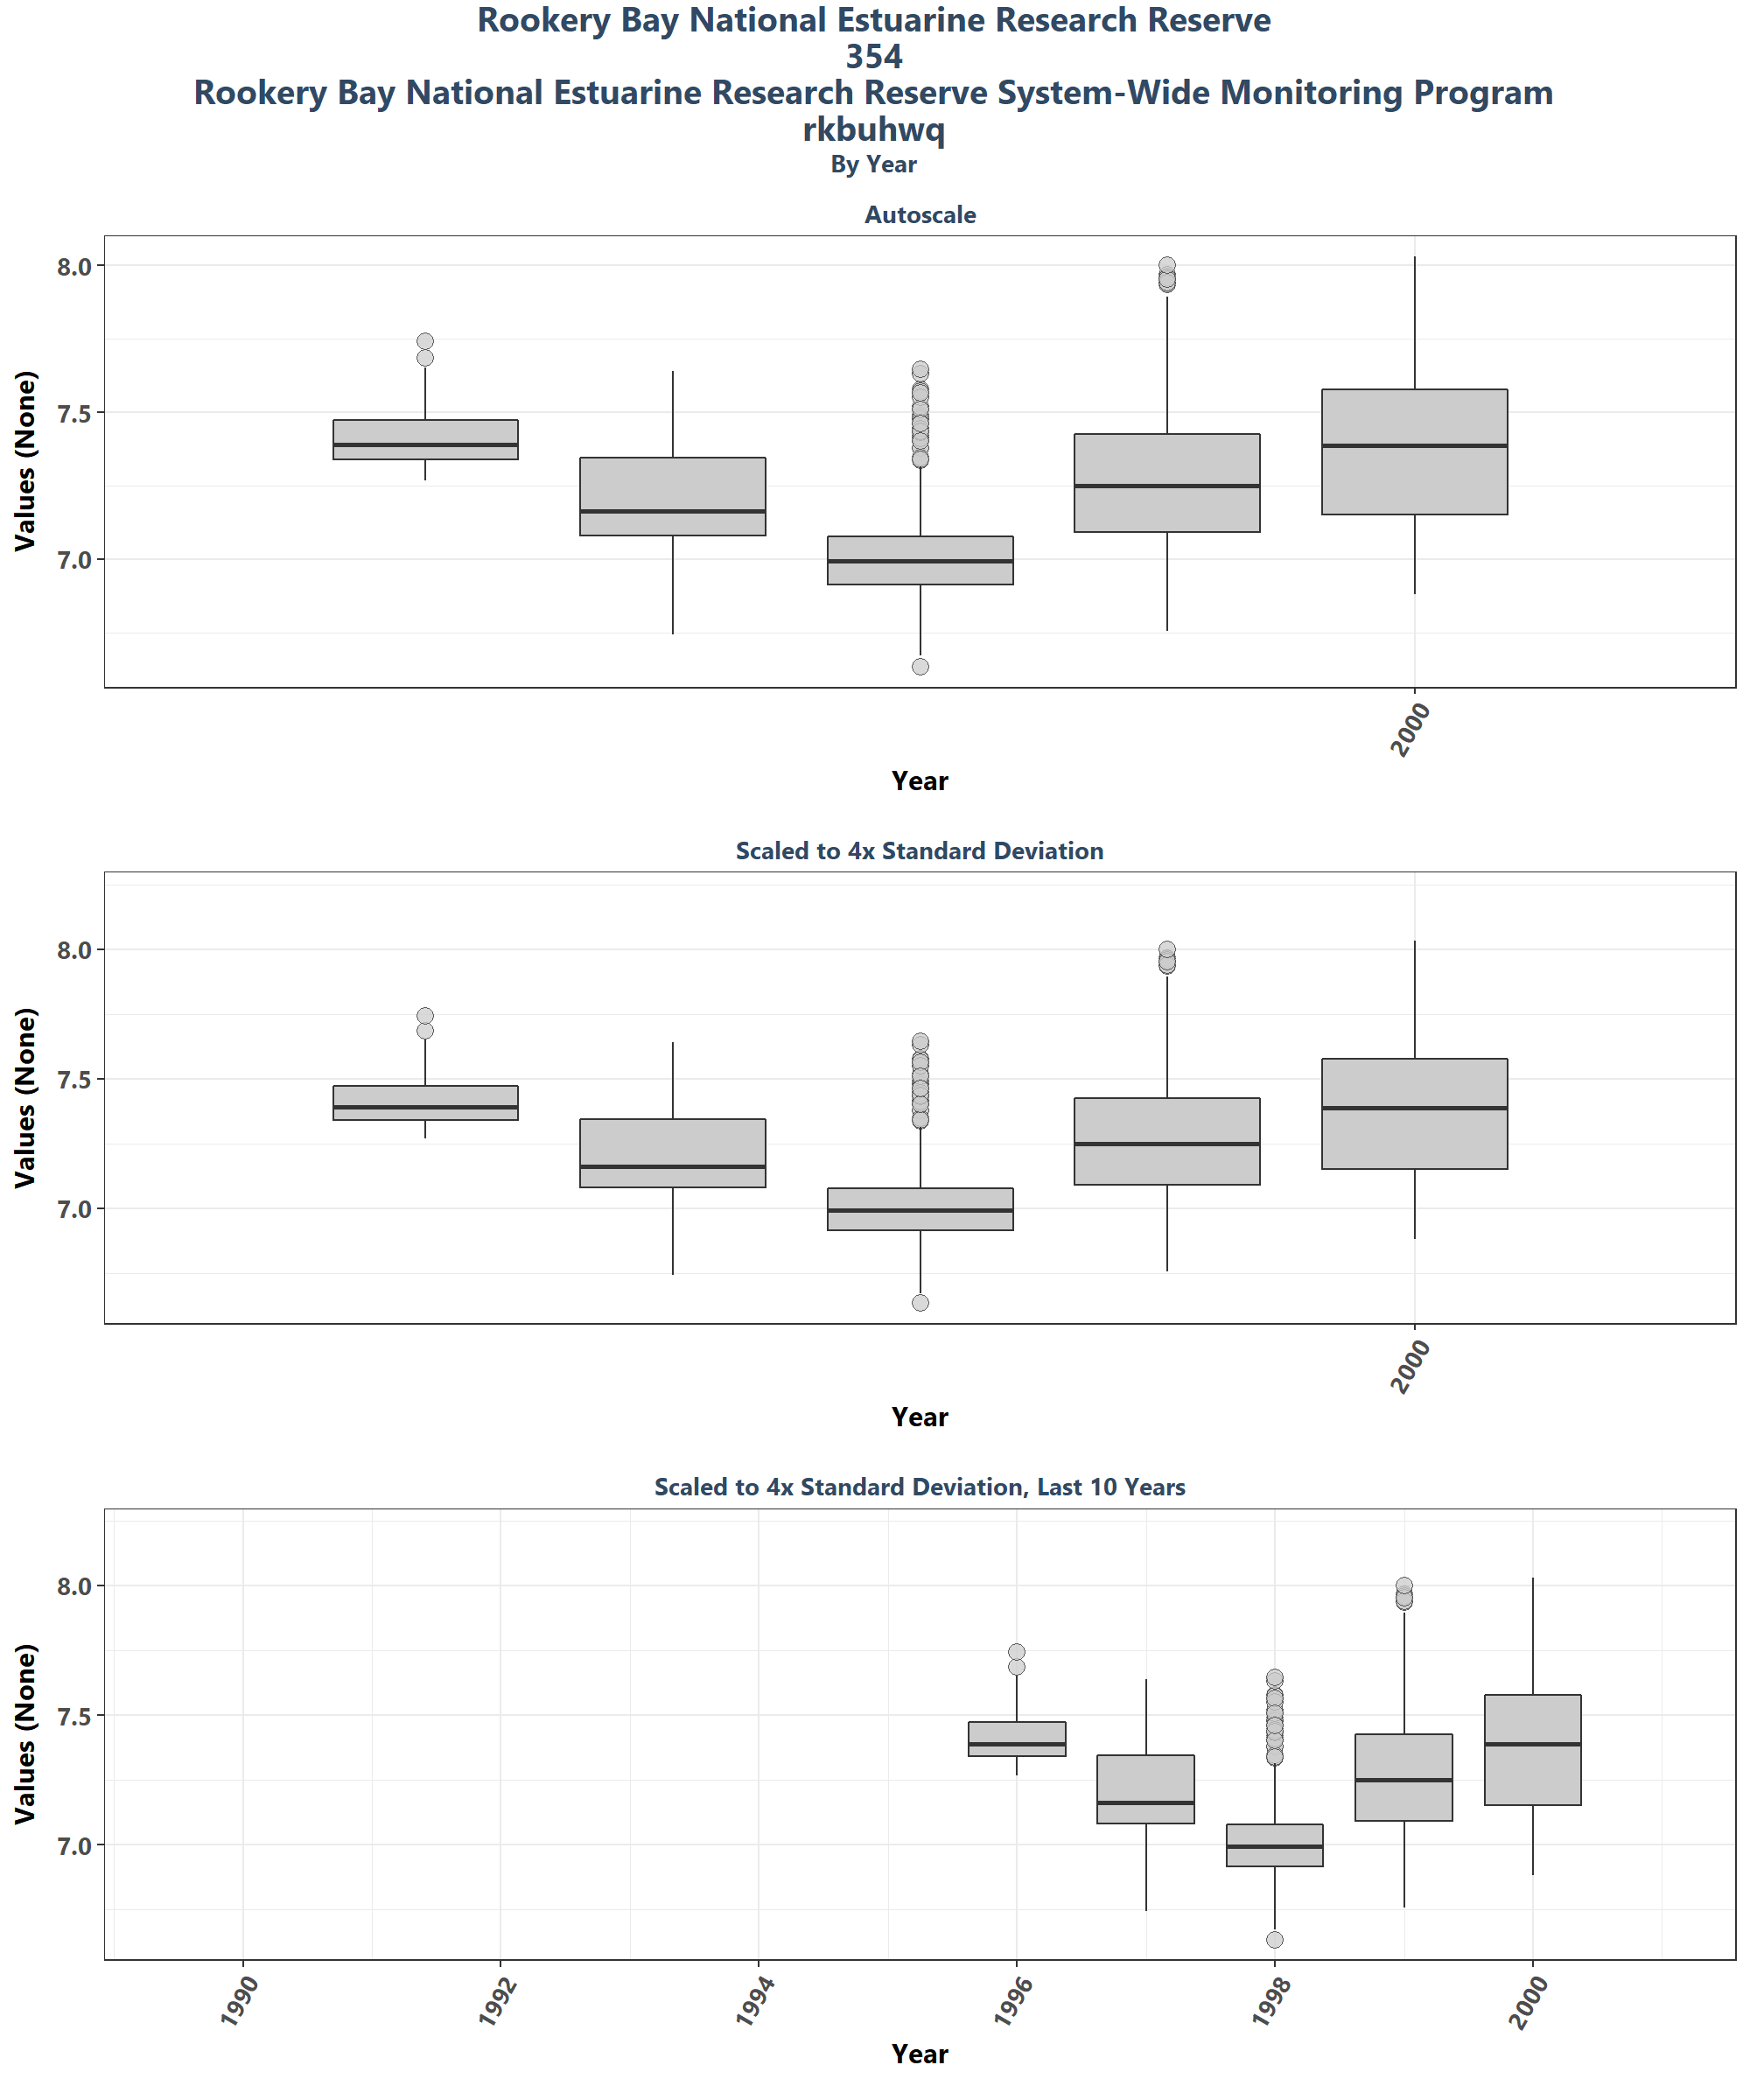 Rookery Bay National Estuarine Research Reserve
354
Rookery Bay National Estuarine Research Reserve System-Wide Monitoring Program
rkbuhwq
By Year
Autoscale
Values (None)
8.0
7.5
7.0
2000
Year
Scaled to 4x Standard Deviation
Values (None)
8.0
7.5
7.0
2000
Year
Scaled to 4x Standard Deviation, Last 10 Years
Values (None)
8.0
7.5
7.0
1990 1992 1994 1996 1998 2000
Year